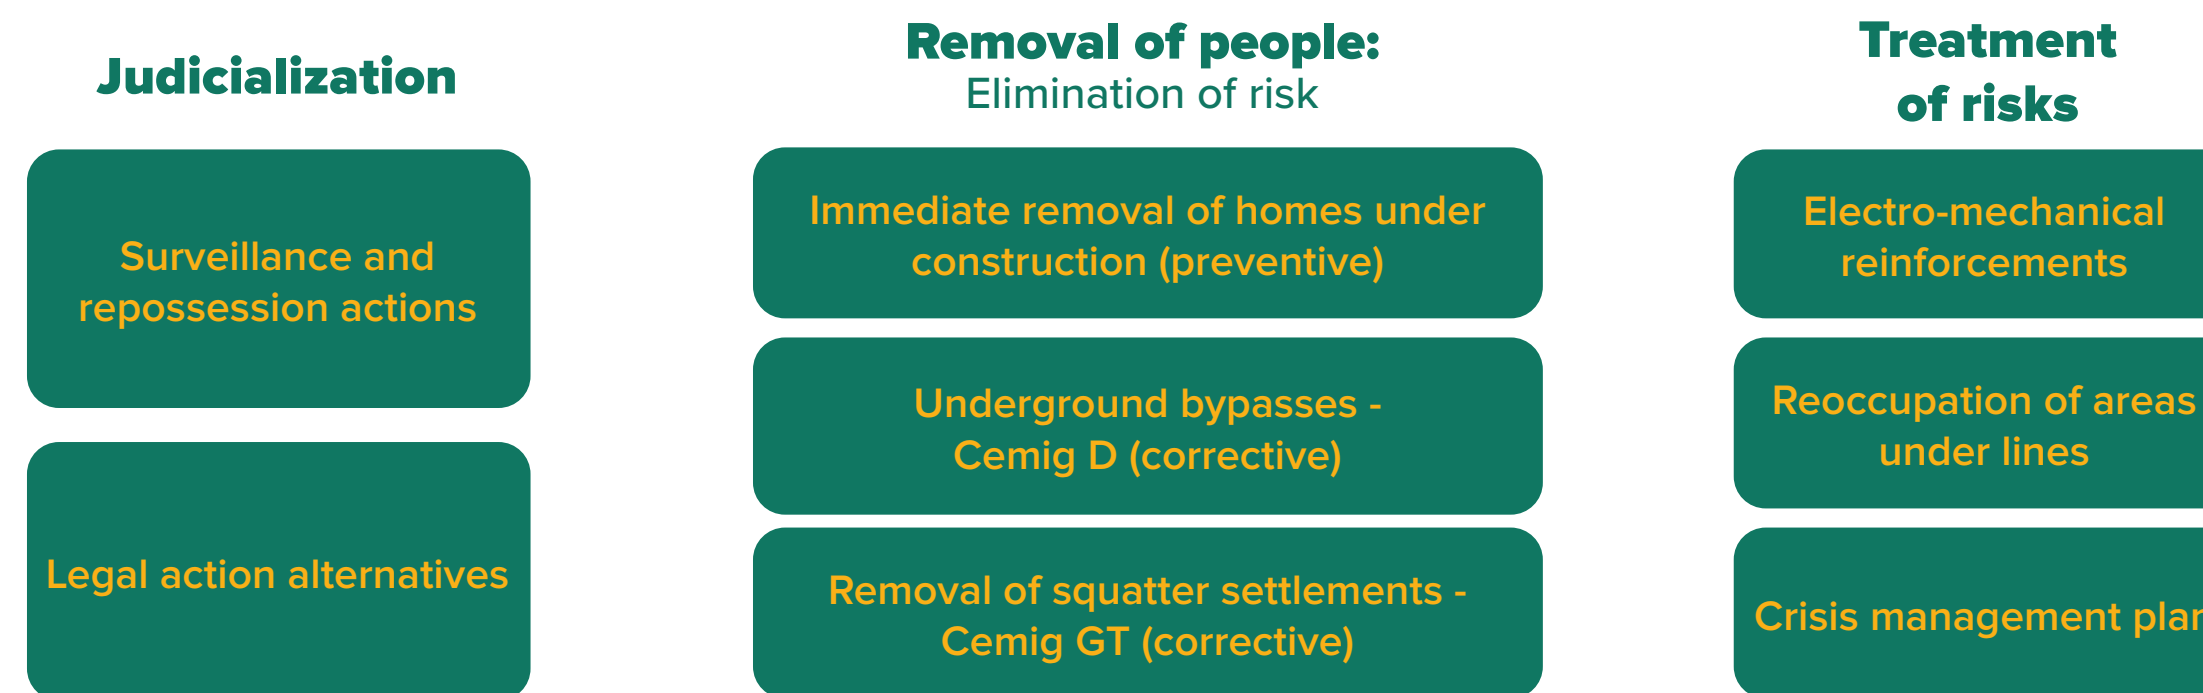 Judicialization
Surveillance and
repossession actions
Legal action alternatives
Removal of people:
Elimination of risk
Immediate removal of homes under
construction (preventive)
Underground bypasses -
Cemig D (corrective)
Removal of squatter settlements -
Cemig GT (corrective)
Treatment
of risks
Electro-mechanical
reinforcements
Reoccupation of areas
under lines
Crisis management plan